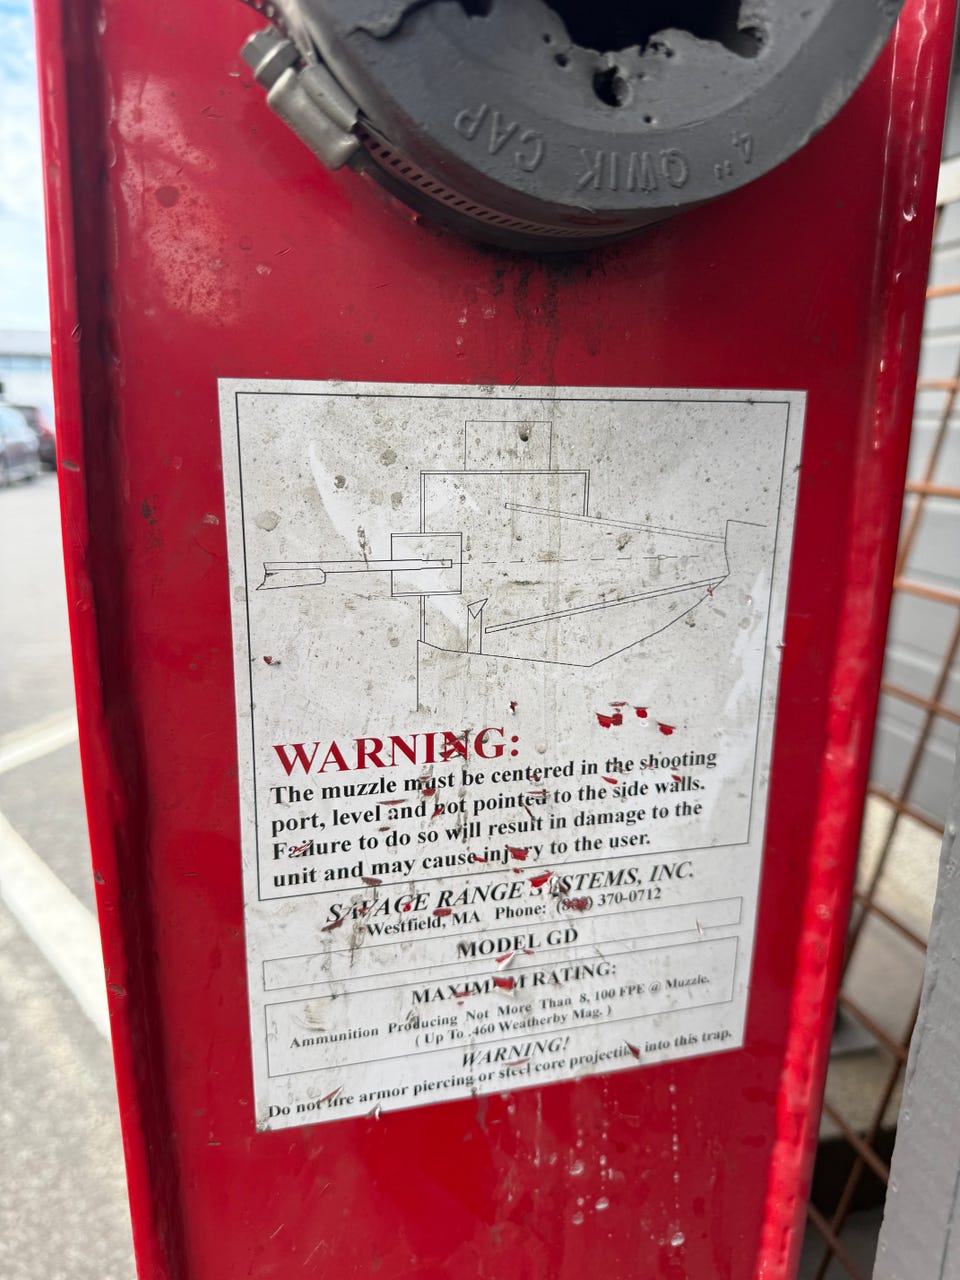 4" QWIK CAP
WARNING:
The muzzle must be centered in the shooting
port, level and not pointed to the side walls.
Failure to do so will result in damage to the
unit and may cause injury to the user.
SAVAGE RANGE SYSTEMS, INC.
Westfield, MA Phone: 370-0712
MODEL GD
MAXIMUM RATING:
Ammunition Producing Not More Than 8, 100 FPE @ Muzzle.
( Up To .460 Weatherby Mag. )
WARNING!
Do not fire armor piercing or steel core projectiles into this trap.